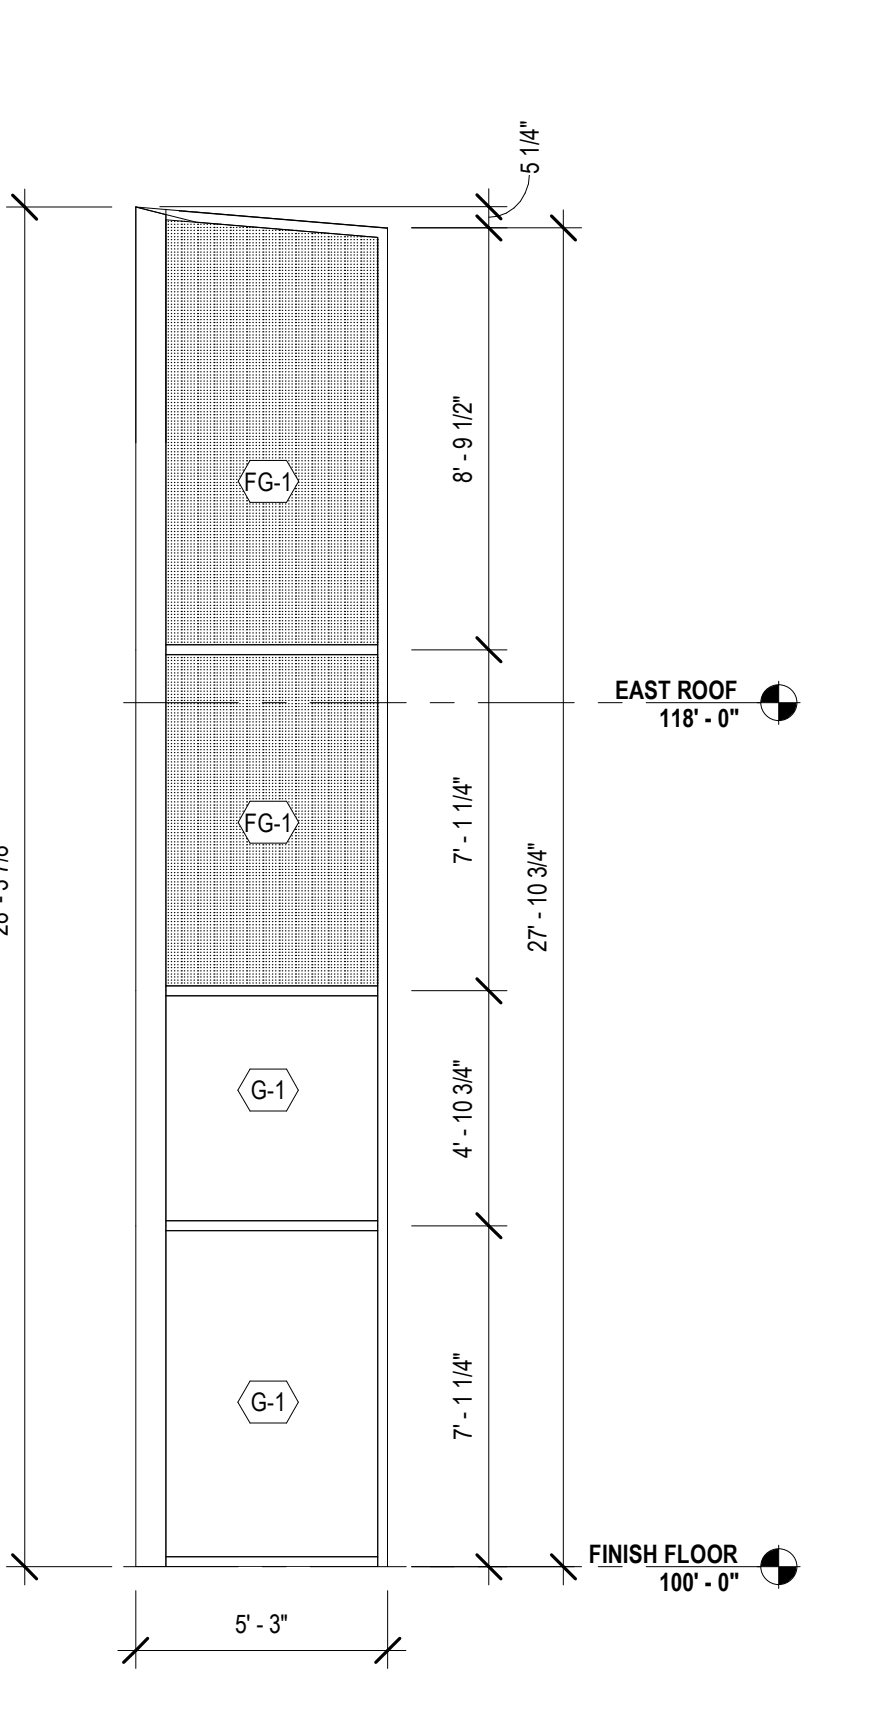 5 1/4"
8' - 9 1/2"
FG-1
EAST ROOF
118' - 0"
7' - 1 1/4"
FG-1
27' - 10 3/4"
4' - 10 3/4"
G-1
7' - 1 1/4"
G-1
FINISH FLOOR
100' - 0"
5' - 3"